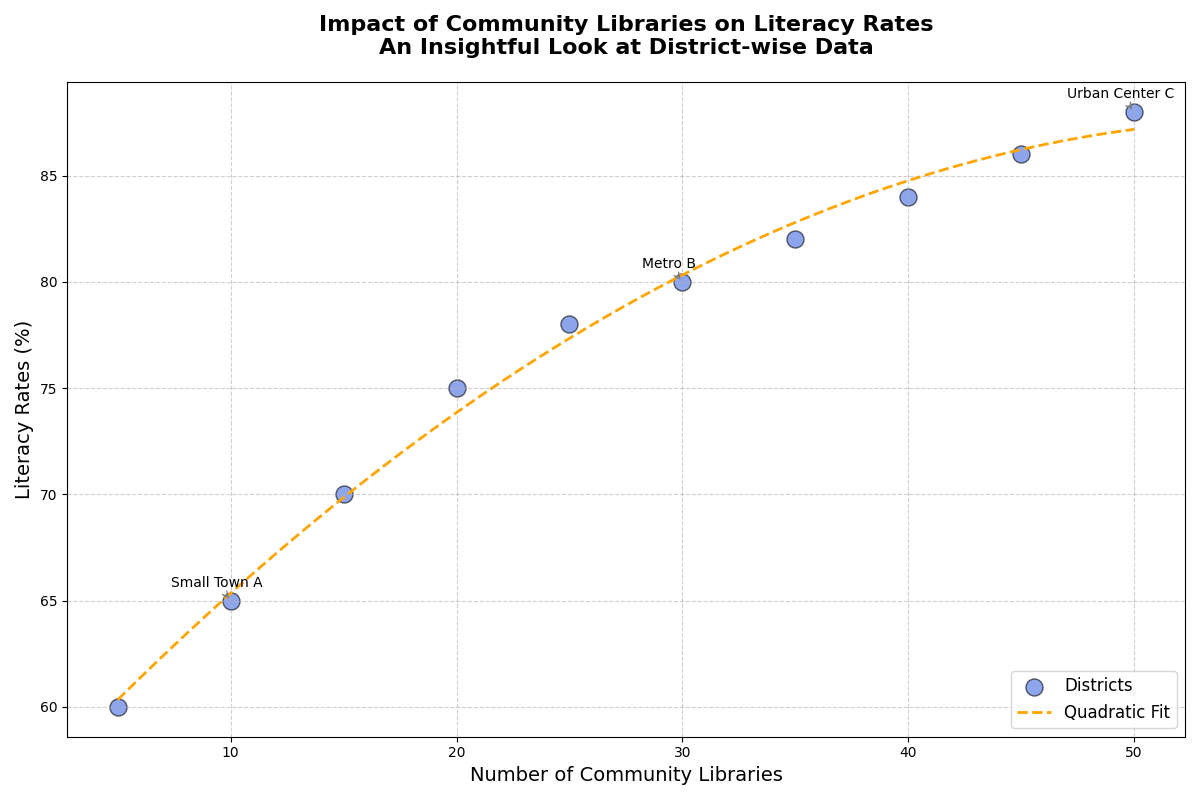 Impact of Community Libraries on Literacy Rates
An Insightful Look at District-wise Data
Literacy Rates (%)
85
80
75
70
65
60
Urban Center C
Metro B
Small Town A
Districts
Quadratic Fit
10
20
30
40
50
Number of Community Libraries